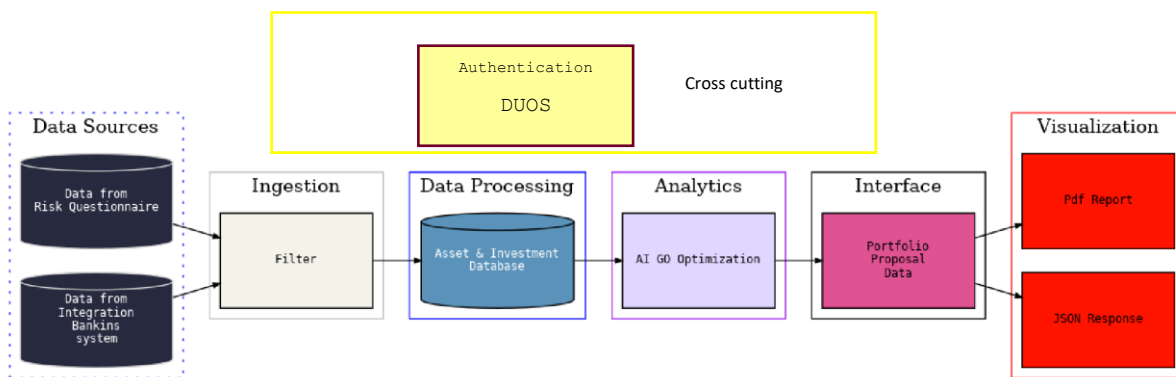 Authentication
DUOS
Cross cutting
Data Sources
Data from
Risk Questionnaire
Data from
Integration
Bankins
system
Ingestion
Filter
Data Processing
Asset & Investment
Database
Analytics
AI GO Optimization
Interface
Portfolio
Proposal
Data
Visualization
Pdf Report
JSON Response